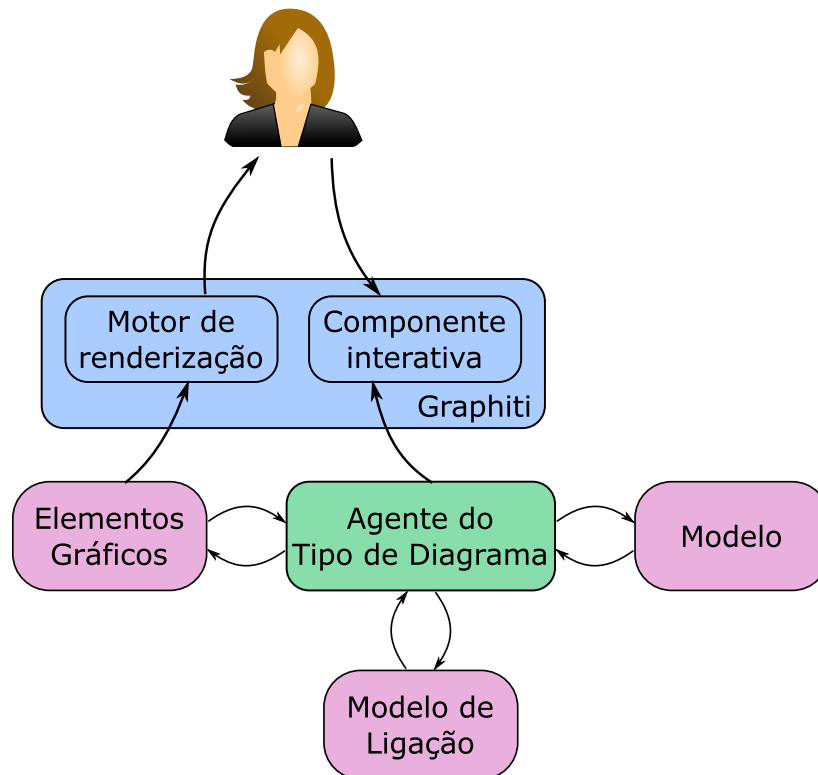 Motor de
renderização
Componente
interativa
Graphiti
Elementos
Gráficos
Agente do
Tipo de Diagrama
Modelo
Modelo de
Ligação